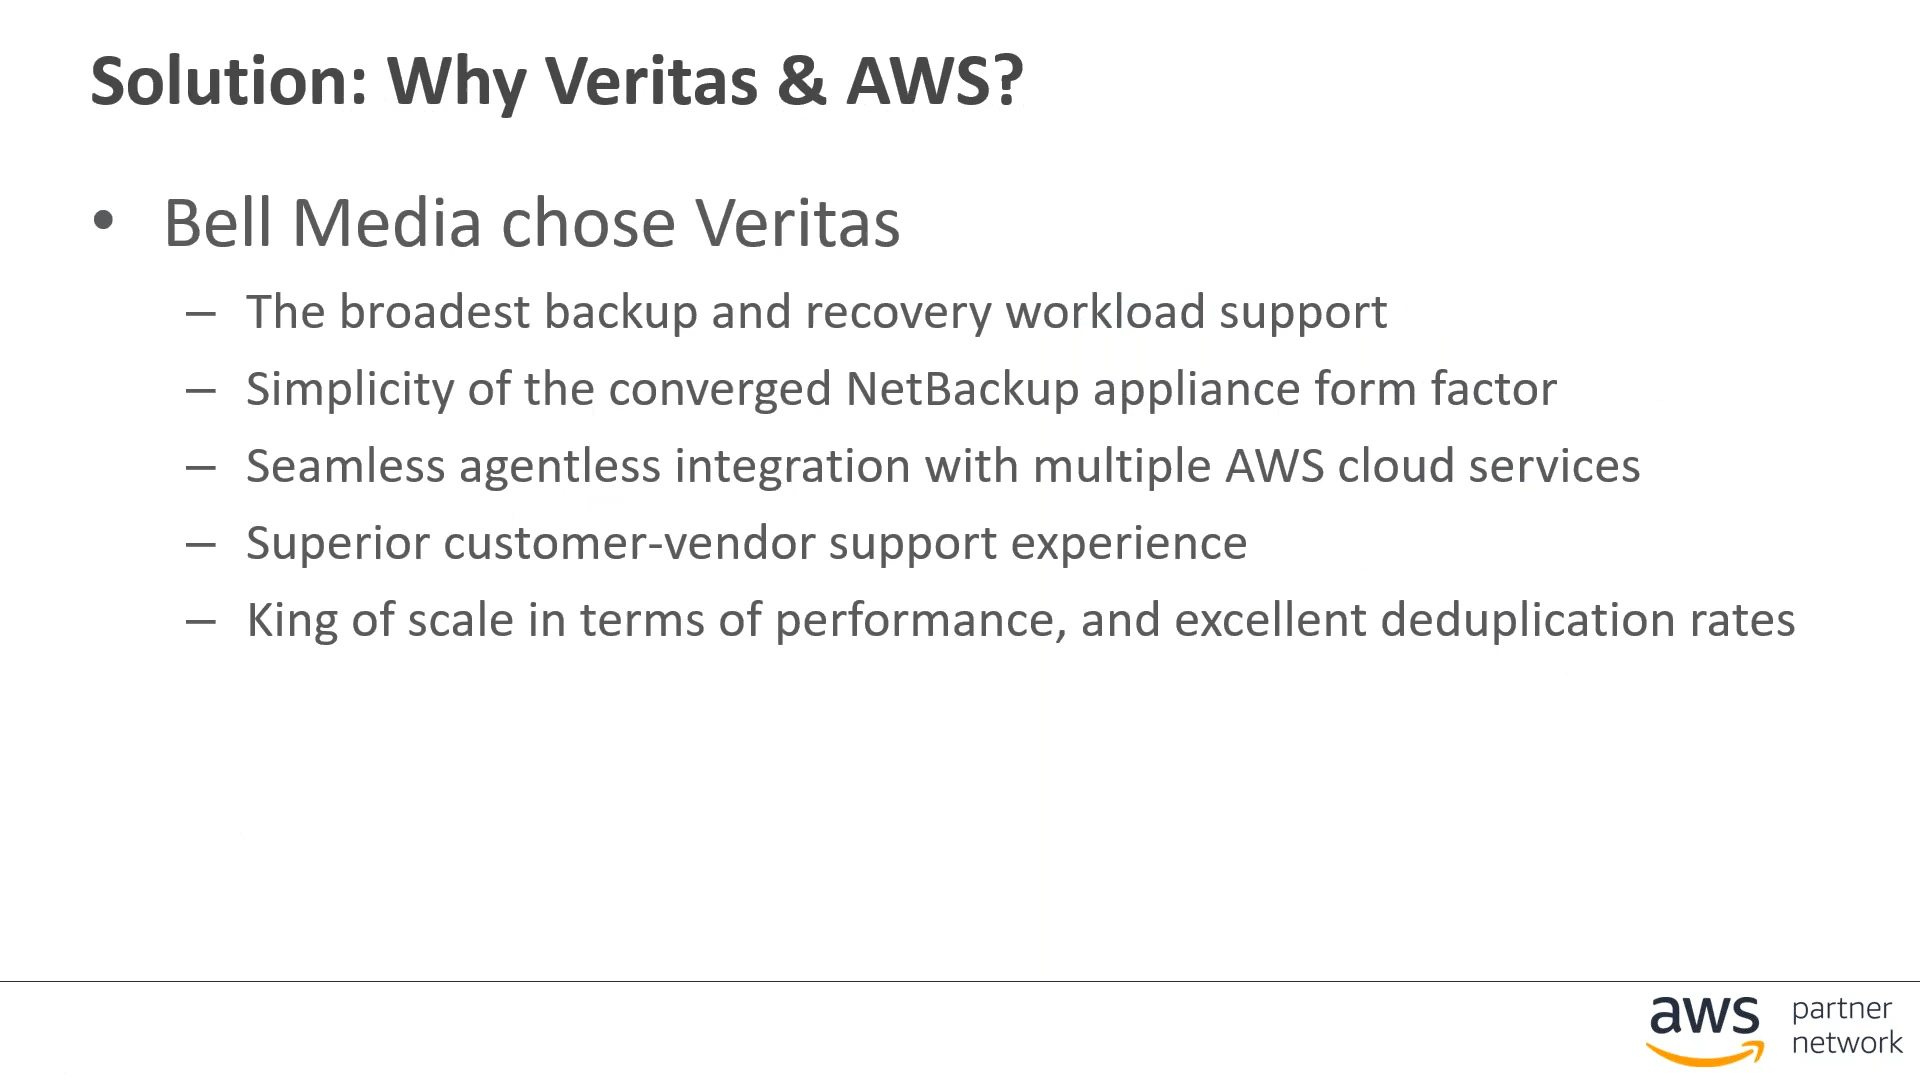 Solution: Why Veritas & AWS?
• Bell Media chose Veritas
– The broadest backup and recovery workload support
– Simplicity of the converged NetBackup appliance form factor
– Seamless agentless integration with multiple AWS cloud services
– Superior customer-vendor support experience
– King of scale in terms of performance, and excellent deduplication rates
aws partner
network